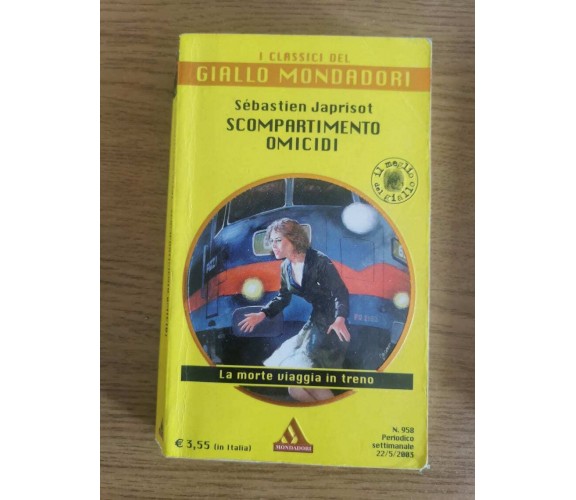 I CLASSICI DEL
GIALLO MONDADORI
Sébastien Japrisot
SCOMPARTIMENTO
OMICIDI
il meglio
del giallo
La morte viaggia in treno
€ 3,55 (in Italia)
MONDADORI
N. 958
Periodico
settimanale
22/5/2003